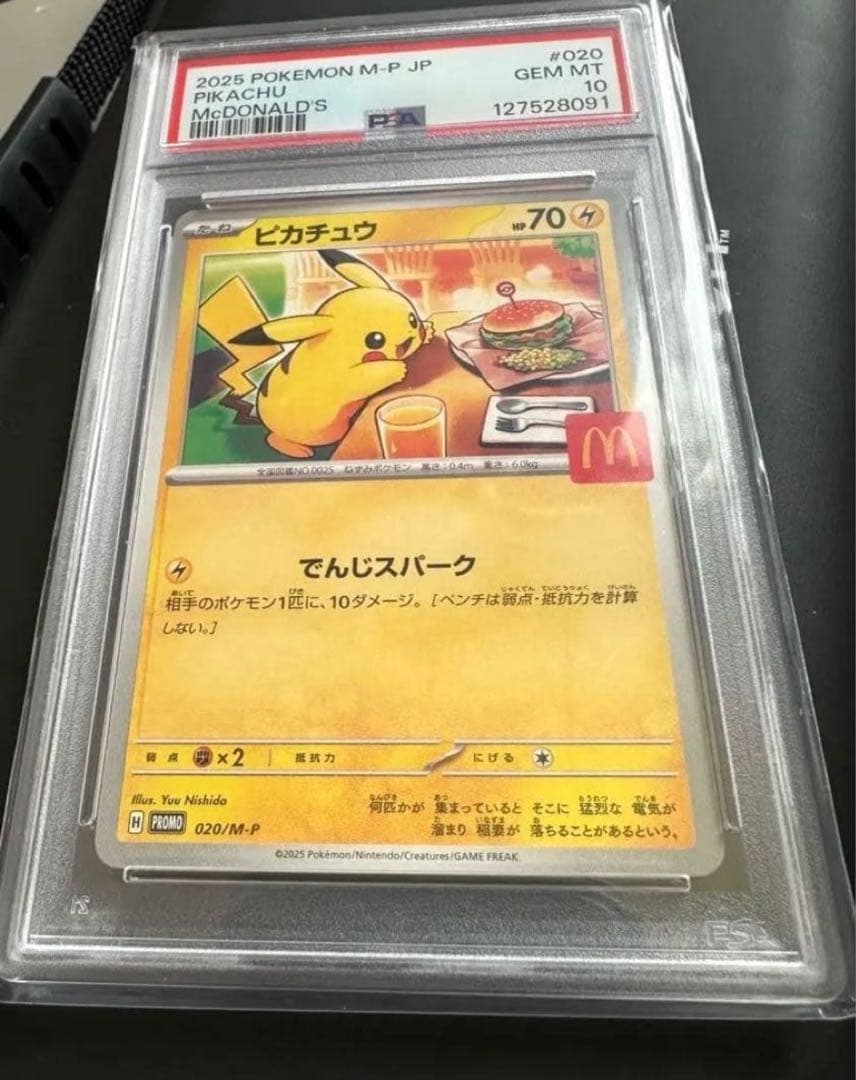 2025 POKEMON M-P JP #020
PIKACHU GEM MT
McDONALD'S 10
PSA 127528091
TM
たね ピカチュウ HP70
M
全国図鑑NO.0025 ねずみポケモン 高さ:0.4m 重さ:6.0kg
でんじスパーク
相手のポケモン1匹に、10ダメージ。[ベンチは弱点・抵抗力を計算
しない。]
弱点 ×2 抵抗力 にげる
Illus. Yuu Nishida
何匹かが 集まっていると そこに 猛烈な 電気が
溜まり 稲妻が 落ちることがあるという。
H PROMO 020/M-P
©2025 Pokémon/Nintendo/Creatures/GAME FREAK